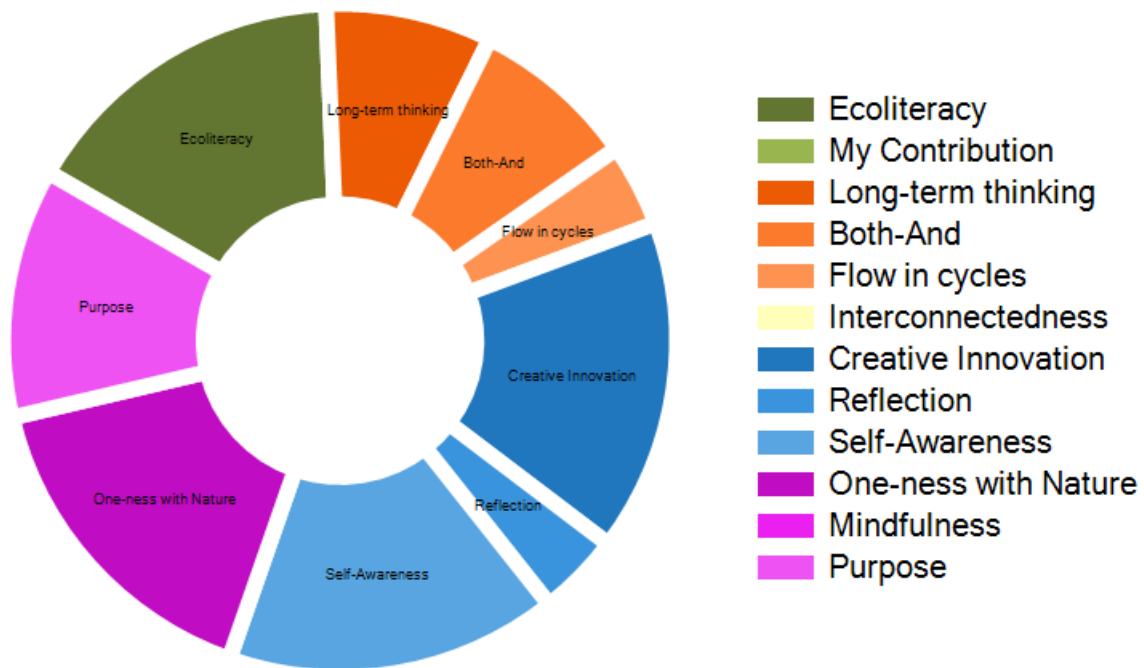 Long-term thinking
Both-And
Flow in cycles
Creative Innovation
Reflection
Self-Awareness
One-ness with Nature
Purpose
Ecoliteracy
Ecoliteracy
My Contribution
Long-term thinking
Both-And
Flow in cycles
Interconnectedness
Creative Innovation
Reflection
Self-Awareness
One-ness with Nature
Mindfulness
Purpose